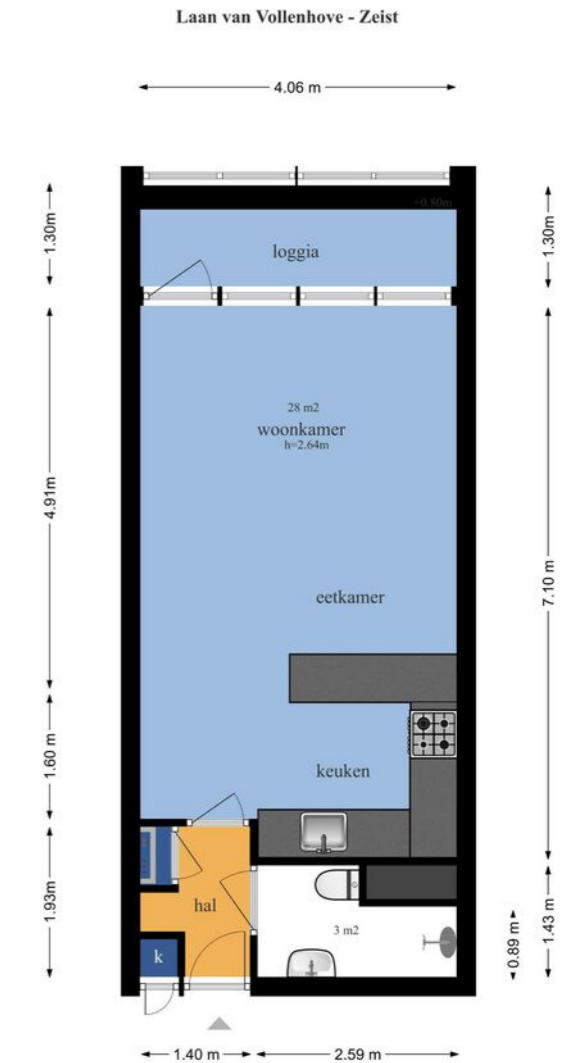 Laan van Vollenhove - Zeist
4.06 m
=0.80m
1.30m
loggia
1.30m
28 m2
woonkamer
h=2.64m
4.91m
7.10 m
eetkamer
1.60 m
keuken
1.93m
hal
3 m2
0.89 m
1.43 m
k
1.40 m
2.59 m